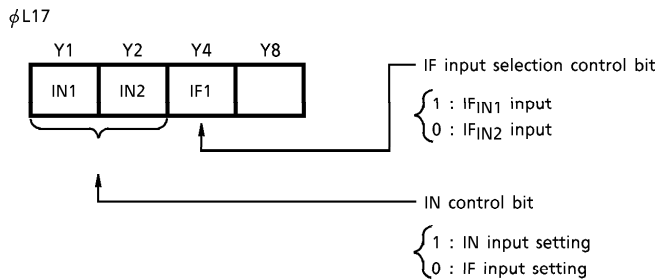 ϕL17
Y1 Y2 Y4 Y8
IN1 IN2 IF1
IF input selection control bit
1 : IFIN1 input
0 : IFIN2 input
IN control bit
1 : IN input setting
0 : IF input setting